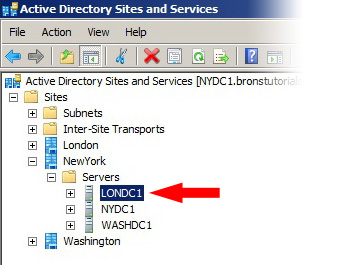 Active Directory Sites and Services
File Action View Help
Active Directory Sites and Services [NYDC1.bronstutorial
Sites
Subnets
Inter-Site Transports
London
NewYork
Servers
LONDC1
NYDC1
WASHDC1
Washington